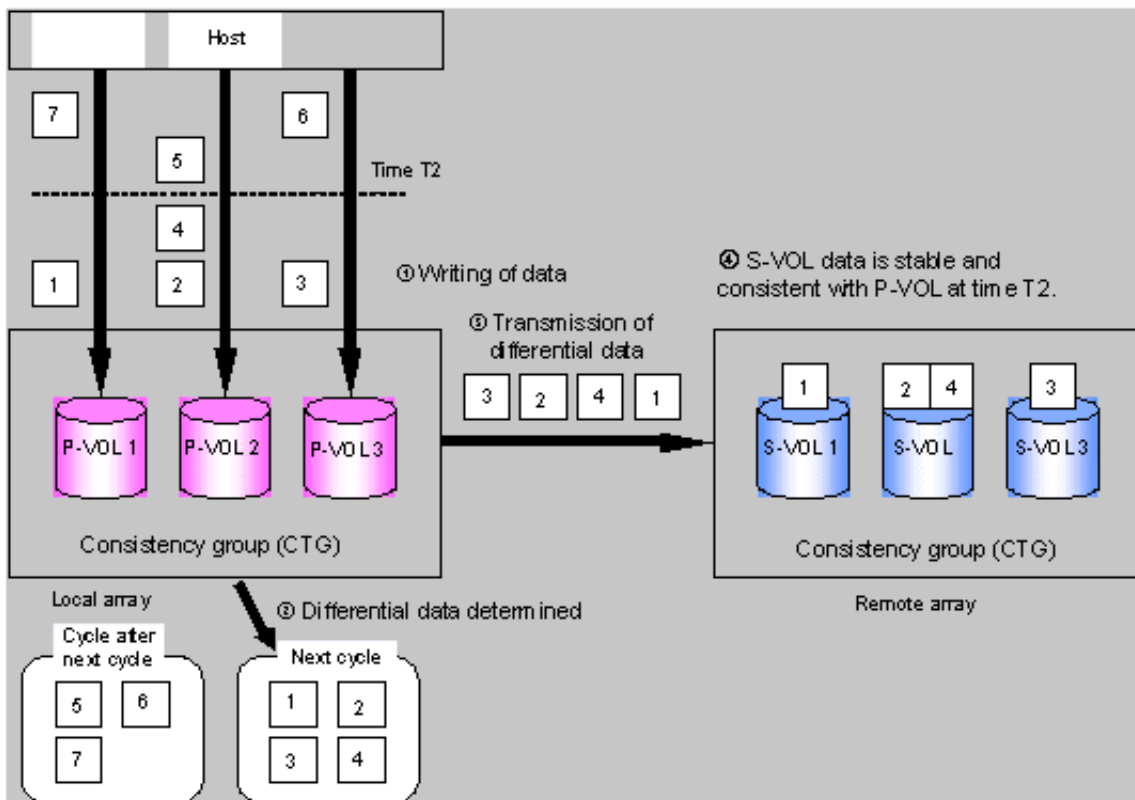 Host
7
6
5
Time T2
4
1
2
3
① Writing of data
④ S-VOL data is stable and
consistent with P-VOL at time T2.
③ Transmission of
differential data
3 2 4 1
1
2 4
3
P-VOL 1
P-VOL 2
P-VOL 3
S-VOL 1
S-VOL
S-VOL 3
Consistency group (CTG)
Consistency group (CTG)
Local array
Remote array
② Differential data determined
Cycle after
next cycle
5 6
7
Next cycle
1 2
3 4